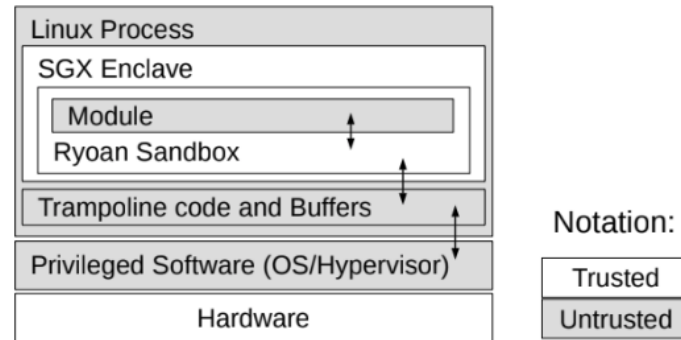 Linux Process
SGX Enclave
Module
Ryoan Sandbox
Trampoline code and Buffers
Privileged Software (OS/Hypervisor)
Hardware
Notation:
Trusted
Untrusted